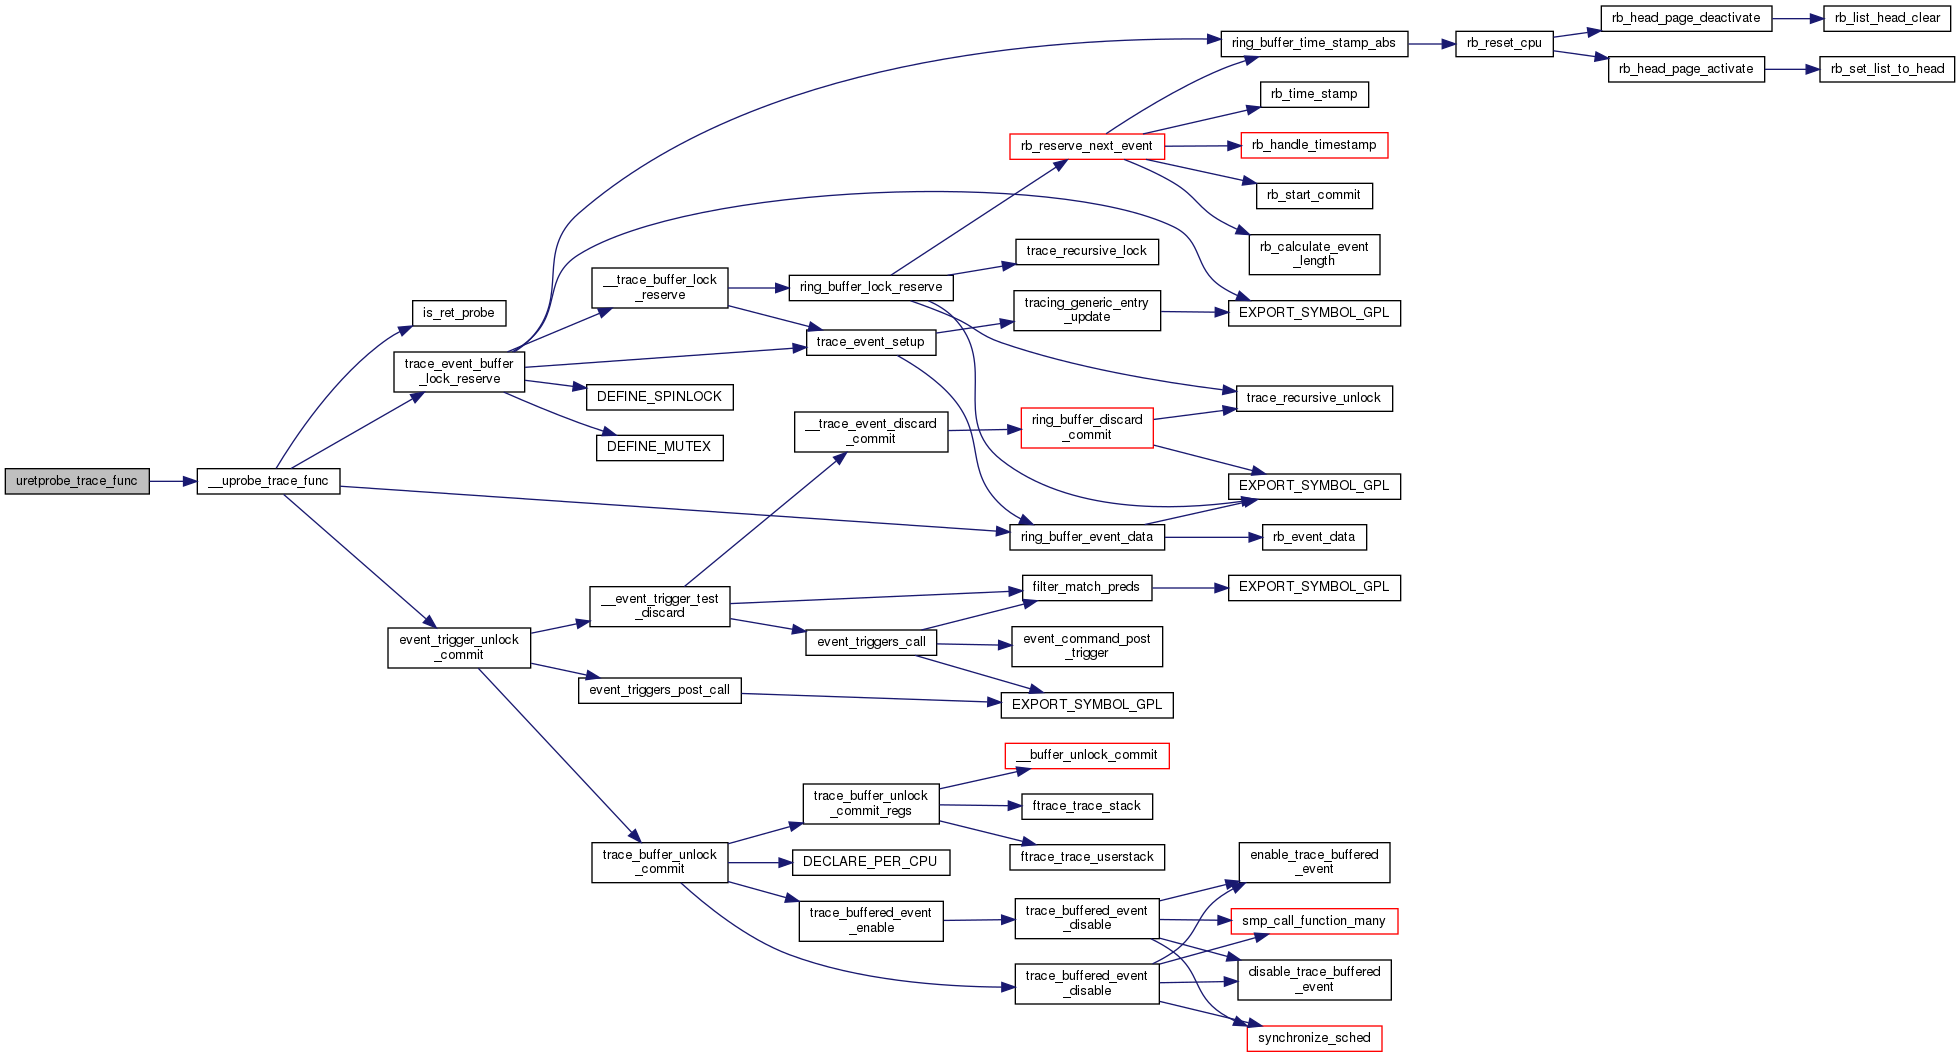 uretprobe_trace_func
__uprobe_trace_func
is_ret_probe
trace_event_buffer
_lock_reserve
event_trigger_unlock
_commit
__trace_buffer_lock
_reserve
DEFINE_SPINLOCK
DEFINE_MUTEX
__event_trigger_test
_discard
event_triggers_post_call
trace_buffer_unlock
_commit
ring_buffer_lock_reserve
trace_event_setup
__trace_event_discard
_commit
event_triggers_call
trace_buffer_unlock
_commit_regs
DECLARE_PER_CPU
trace_buffered_event
_enable
rb_reserve_next_event
trace_recursive_lock
tracing_generic_entry
_update
ring_buffer_discard
_commit
ring_buffer_event_data
filter_match_preds
event_command_post
_trigger
EXPORT_SYMBOL_GPL
__buffer_unlock_commit
ftrace_trace_stack
ftrace_trace_userstack
trace_buffered_event
_disable
trace_buffered_event
_disable
ring_buffer_time_stamp_abs
rb_time_stamp
rb_handle_timestamp
rb_start_commit
rb_calculate_event
_length
EXPORT_SYMBOL_GPL
trace_recursive_unlock
EXPORT_SYMBOL_GPL
rb_event_data
EXPORT_SYMBOL_GPL
enable_trace_buffered
_event
smp_call_function_many
disable_trace_buffered
_event
synchronize_sched
rb_reset_cpu
rb_head_page_deactivate
rb_head_page_activate
rb_list_head_clear
rb_set_list_to_head